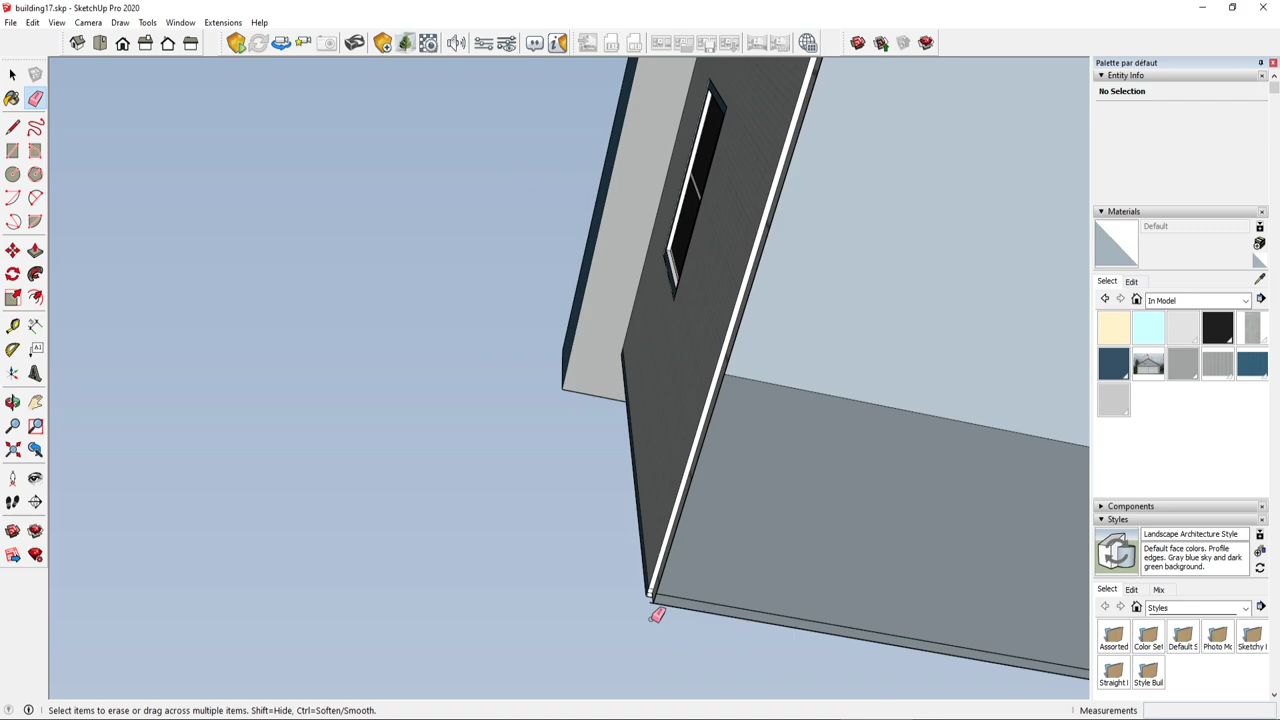 building17.skp - SketchUp Pro 2020
File Edit View Camera Draw Tools Window Extensions Help
Palette par défaut
Entity Info
No Selection
Materials
Default
Select Edit
In Model
Components
Styles
Landscape Architecture Style
Default face colors. Profile
edges. Gray blue sky and dark
green background.
Select Edit Mix
Styles
Assorted Color Set Default S Photo Mo Sketchy I
Straight l Style Buil
Select items to erase or drag across multiple items. Shift=Hide, Ctrl=Soften/Smooth.
Measurements